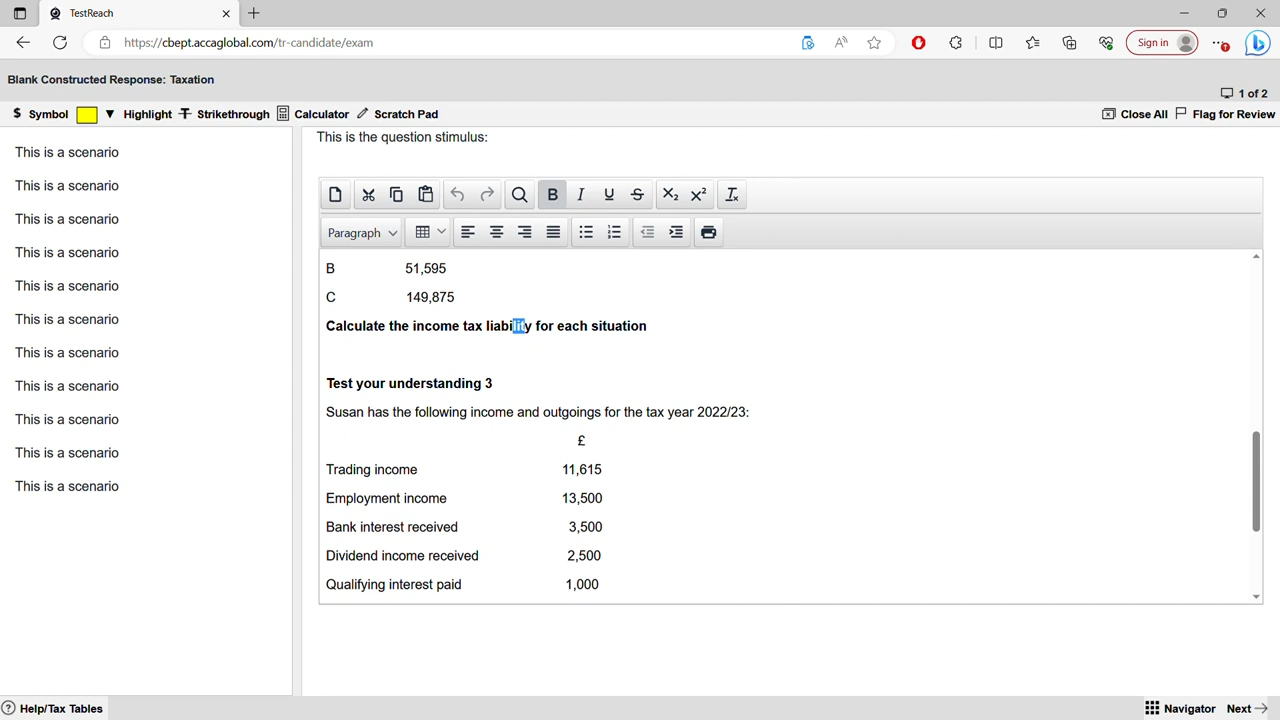 TestReach
https://cbept.accaglobal.com/tr-candidate/exam
Sign in
Blank Constructed Response: Taxation
1 of 2
$ Symbol Highlight Strikethrough Calculator Scratch Pad Close All Flag for Review
This is a scenario
This is a scenario
This is a scenario
This is a scenario
This is a scenario
This is a scenario
This is a scenario
This is a scenario
This is a scenario
This is a scenario
This is a scenario
This is the question stimulus:
Paragraph
B 51,595
C 149,875
Calculate the income tax liability for each situation
Test your understanding 3
Susan has the following income and outgoings for the tax year 2022/23:
£
Trading income 11,615
Employment income 13,500
Bank interest received 3,500
Dividend income received 2,500
Qualifying interest paid 1,000
Help/Tax Tables
Navigator Next